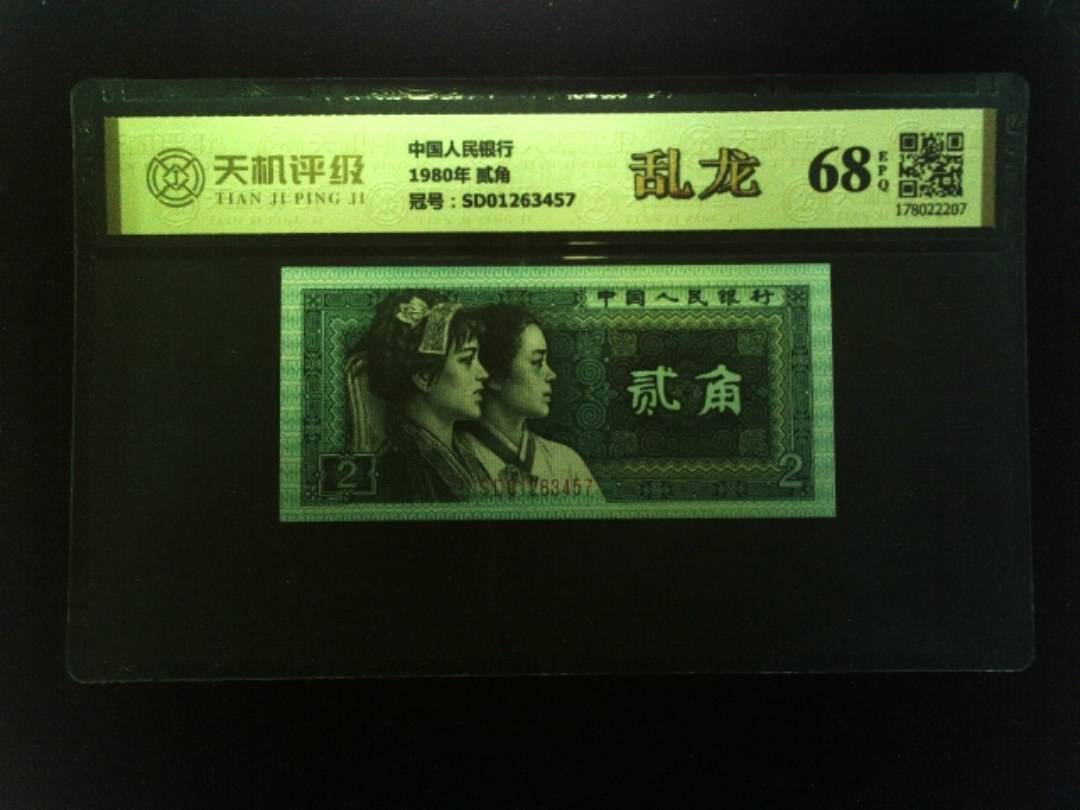 天机评级
TIAN JI PING JI
中国人民银行
1980年 贰角
冠号：SD01263457
乱龙
68
EPQ
178022207
中国人民银行
贰角
2
2
SD01263457